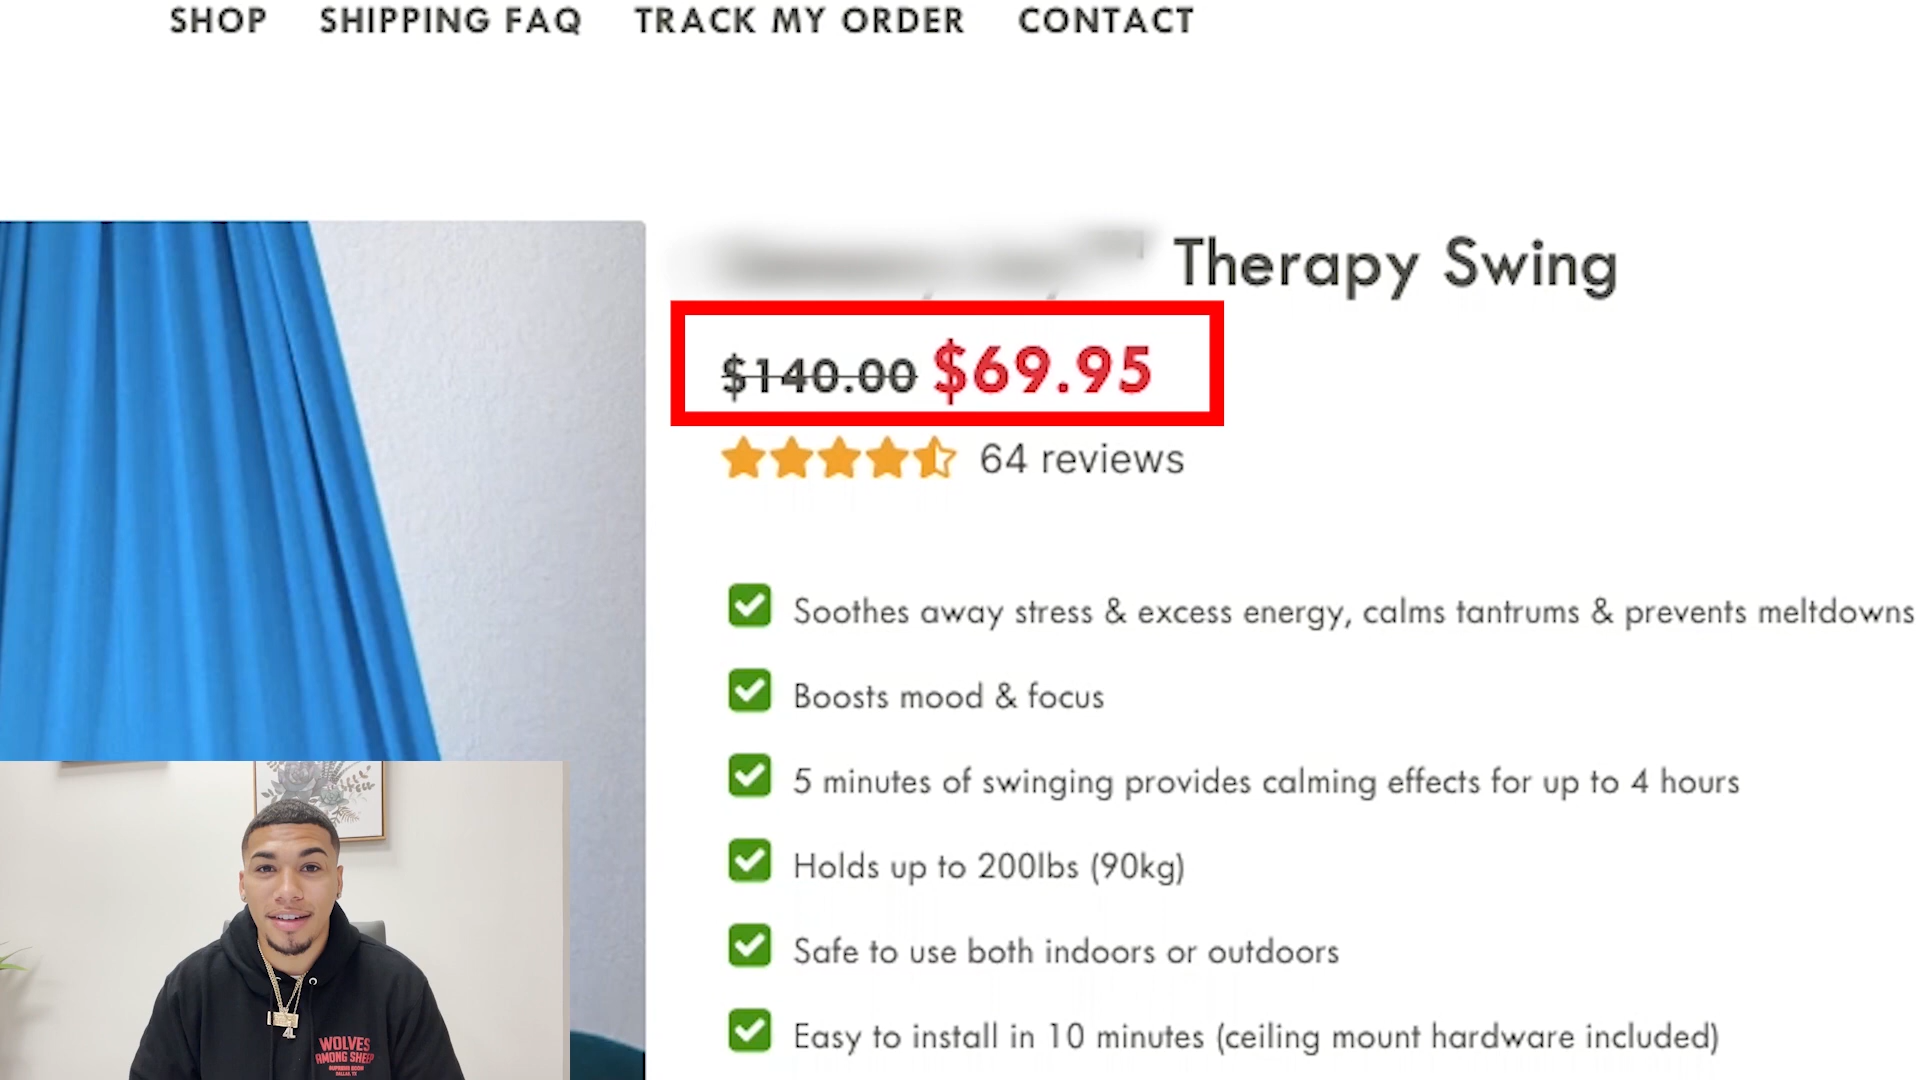 SHOP SHIPPING FAQ TRACK MY ORDER CONTACT
Therapy Swing
$140.00 $69.95
64 reviews
Soothes away stress & excess energy, calms tantrums & prevents meltdowns
Boosts mood & focus
5 minutes of swinging provides calming effects for up to 4 hours
Holds up to 200lbs (90kg)
Safe to use both indoors or outdoors
Easy to install in 10 minutes (ceiling mount hardware included)
WOLVES
AMONG SHEEP